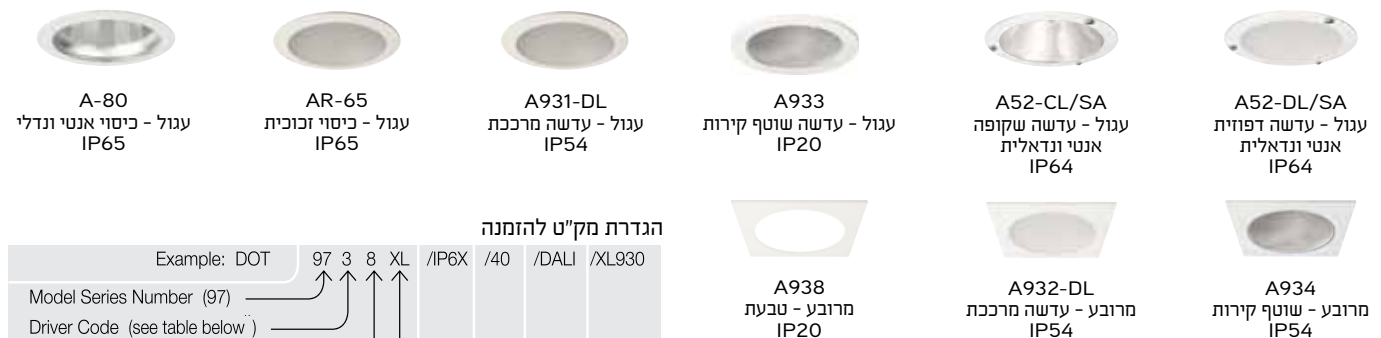 A-80
עגול - כיסוי אנטי ונדלי
IP65
AR-65
עגול - כיסוי זכוכית
IP65
A931-DL
עגול - עדשה מרככת
IP54
A933
עגול - עדשה שוטף קירות
IP20
A52-CL/SA
עגול - עדשה שקופה
אנטי ונדאלית
IP64
A52-DL/SA
עגול - עדשה דפוזית
אנטי ונדאלית
IP64
הגדרת מק"ט להזמנה
Example: DOT 97 3 8 XL /IP6X /40 /DALI /XL930
Model Series Number (97)
Driver Code (see table below¨)
A938
מרובע - טבעת
IP20
A932-DL
מרובע - עדשה מרככת
IP54
A934
מרובע - שוטף קירות
IP54